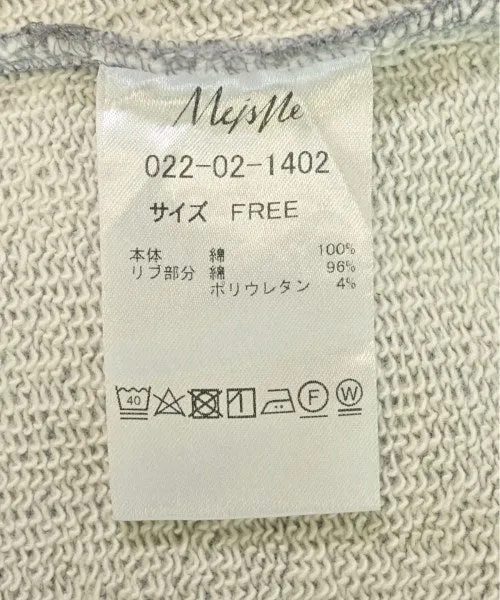 Mejsfle
022-02-1402
サイズ FREE
本体 綿 100%
リブ部分 綿 96%
ポリウレタン 4%
40 F W